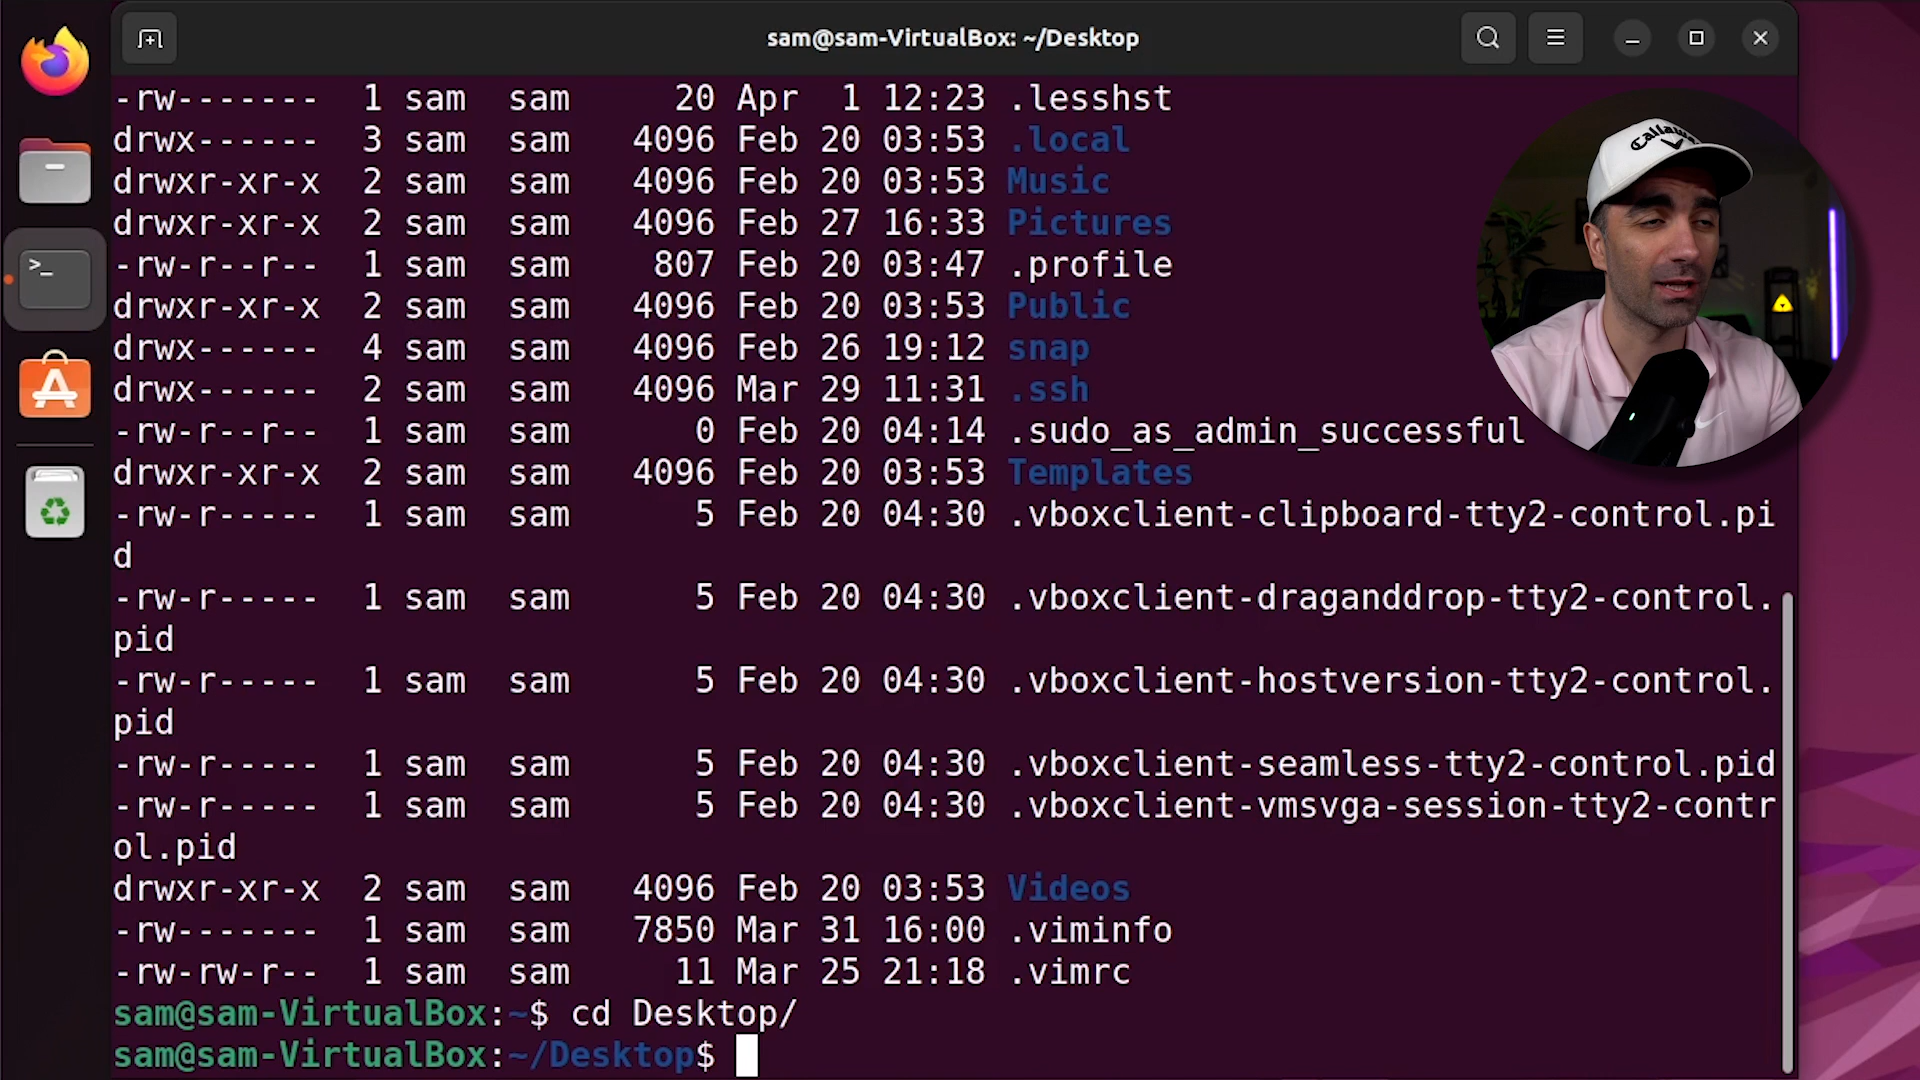 sam@sam-VirtualBox: ~/Desktop
-rw-------  1 sam  sam     20 Apr  1 12:23 .lesshst
drwx------  3 sam  sam   4096 Feb 20 03:53 .local
drwxr-xr-x  2 sam  sam   4096 Feb 20 03:53 Music
drwxr-xr-x  2 sam  sam   4096 Feb 27 16:33 Pictures
-rw-r--r--  1 sam  sam    807 Feb 20 03:47 .profile
drwxr-xr-x  2 sam  sam   4096 Feb 20 03:53 Public
drwx------  4 sam  sam   4096 Feb 26 19:12 snap
drwx------  2 sam  sam   4096 Mar 29 11:31 .ssh
-rw-r--r--  1 sam  sam      0 Feb 20 04:14 .sudo_as_admin_successful
drwxr-xr-x  2 sam  sam   4096 Feb 20 03:53 Templates
-rw-r-----  1 sam  sam      5 Feb 20 04:30 .vboxclient-clipboard-tty2-control.pi
d
-rw-r-----  1 sam  sam      5 Feb 20 04:30 .vboxclient-draganddrop-tty2-control.
pid
-rw-r-----  1 sam  sam      5 Feb 20 04:30 .vboxclient-hostversion-tty2-control.
pid
-rw-r-----  1 sam  sam      5 Feb 20 04:30 .vboxclient-seamless-tty2-control.pid
-rw-r-----  1 sam  sam      5 Feb 20 04:30 .vboxclient-vmsvga-session-tty2-contr
ol.pid
drwxr-xr-x  2 sam  sam   4096 Feb 20 03:53 Videos
-rw-------  1 sam  sam   7850 Mar 31 16:00 .viminfo
-rw-rw-r--  1 sam  sam     11 Mar 25 21:18 .vimrc
sam@sam-VirtualBox:~$ cd Desktop/
sam@sam-VirtualBox:~/Desktop$
Callaway